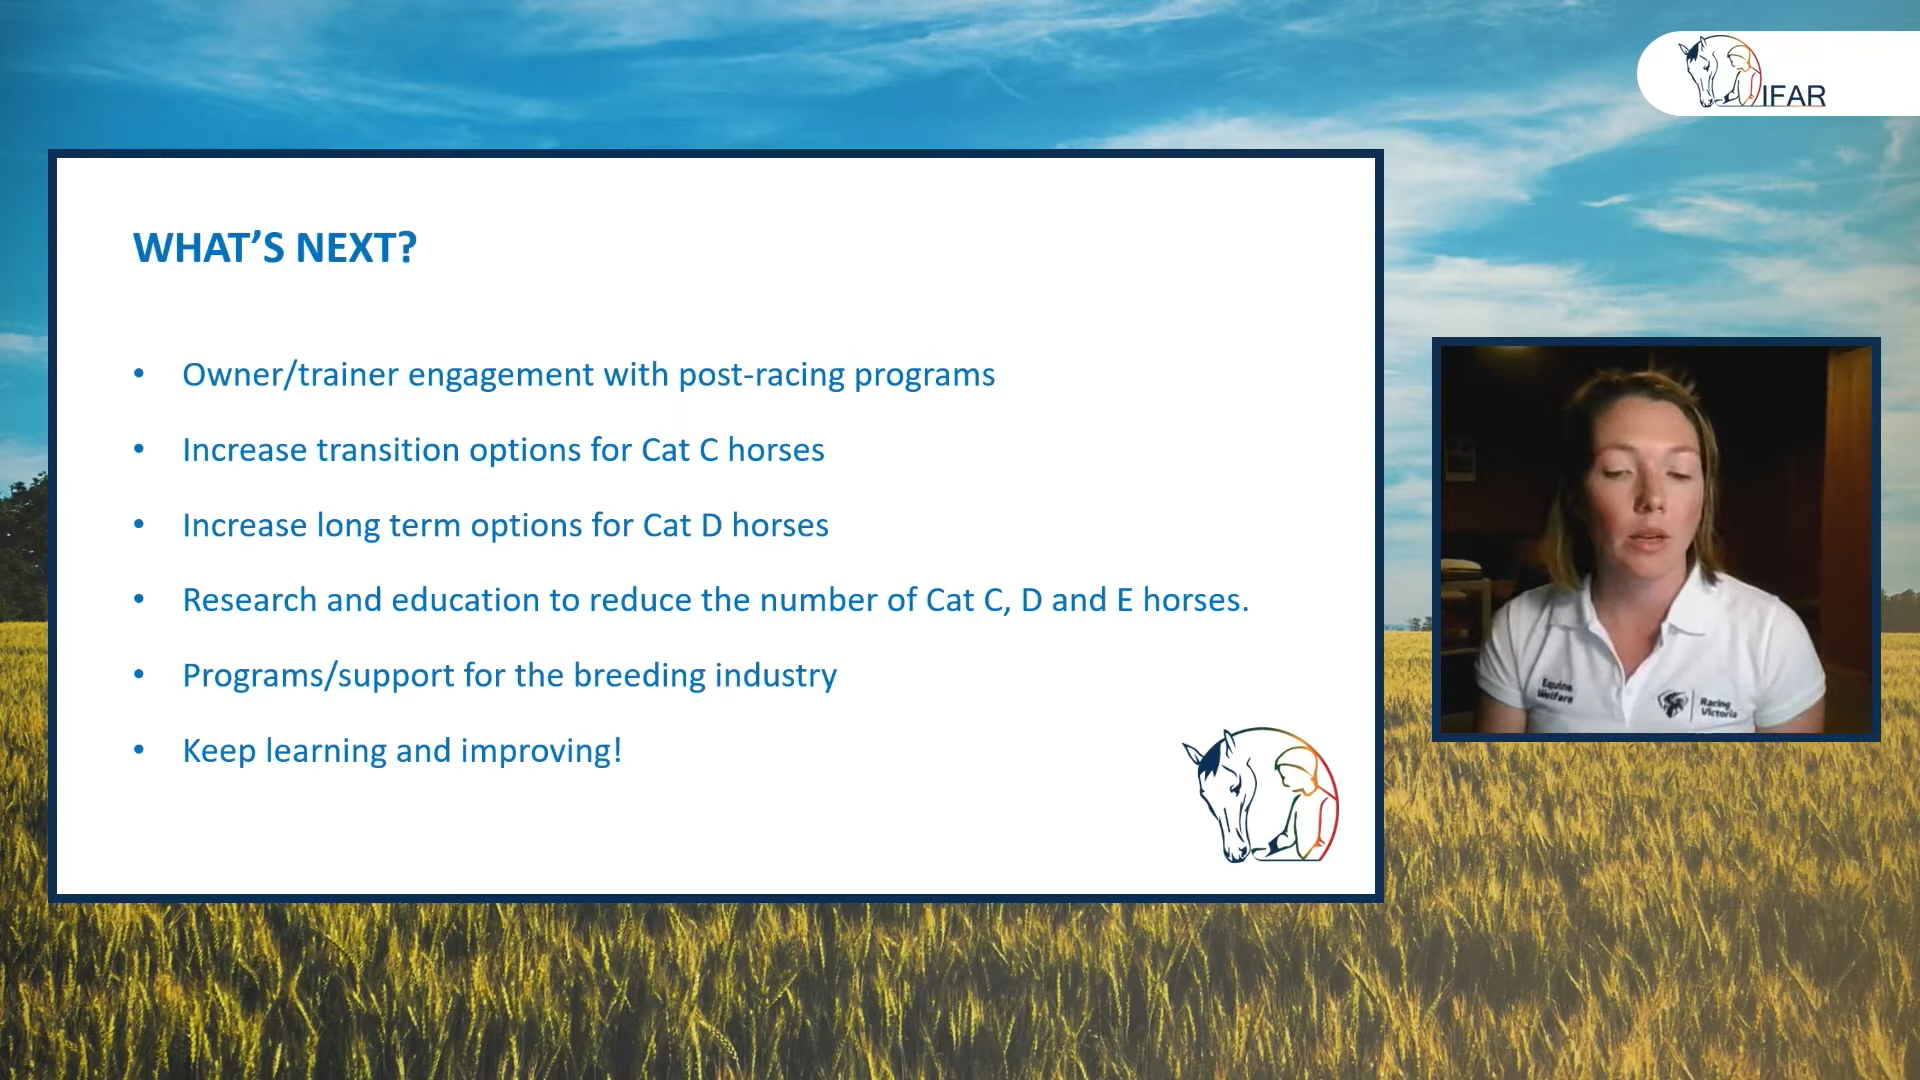 IFAR
WHAT’S NEXT?
• Owner/trainer engagement with post-racing programs
• Increase transition options for Cat C horses
• Increase long term options for Cat D horses
• Research and education to reduce the number of Cat C, D and E horses.
• Programs/support for the breeding industry
• Keep learning and improving!
Equine
Welfare
Racing
Victoria